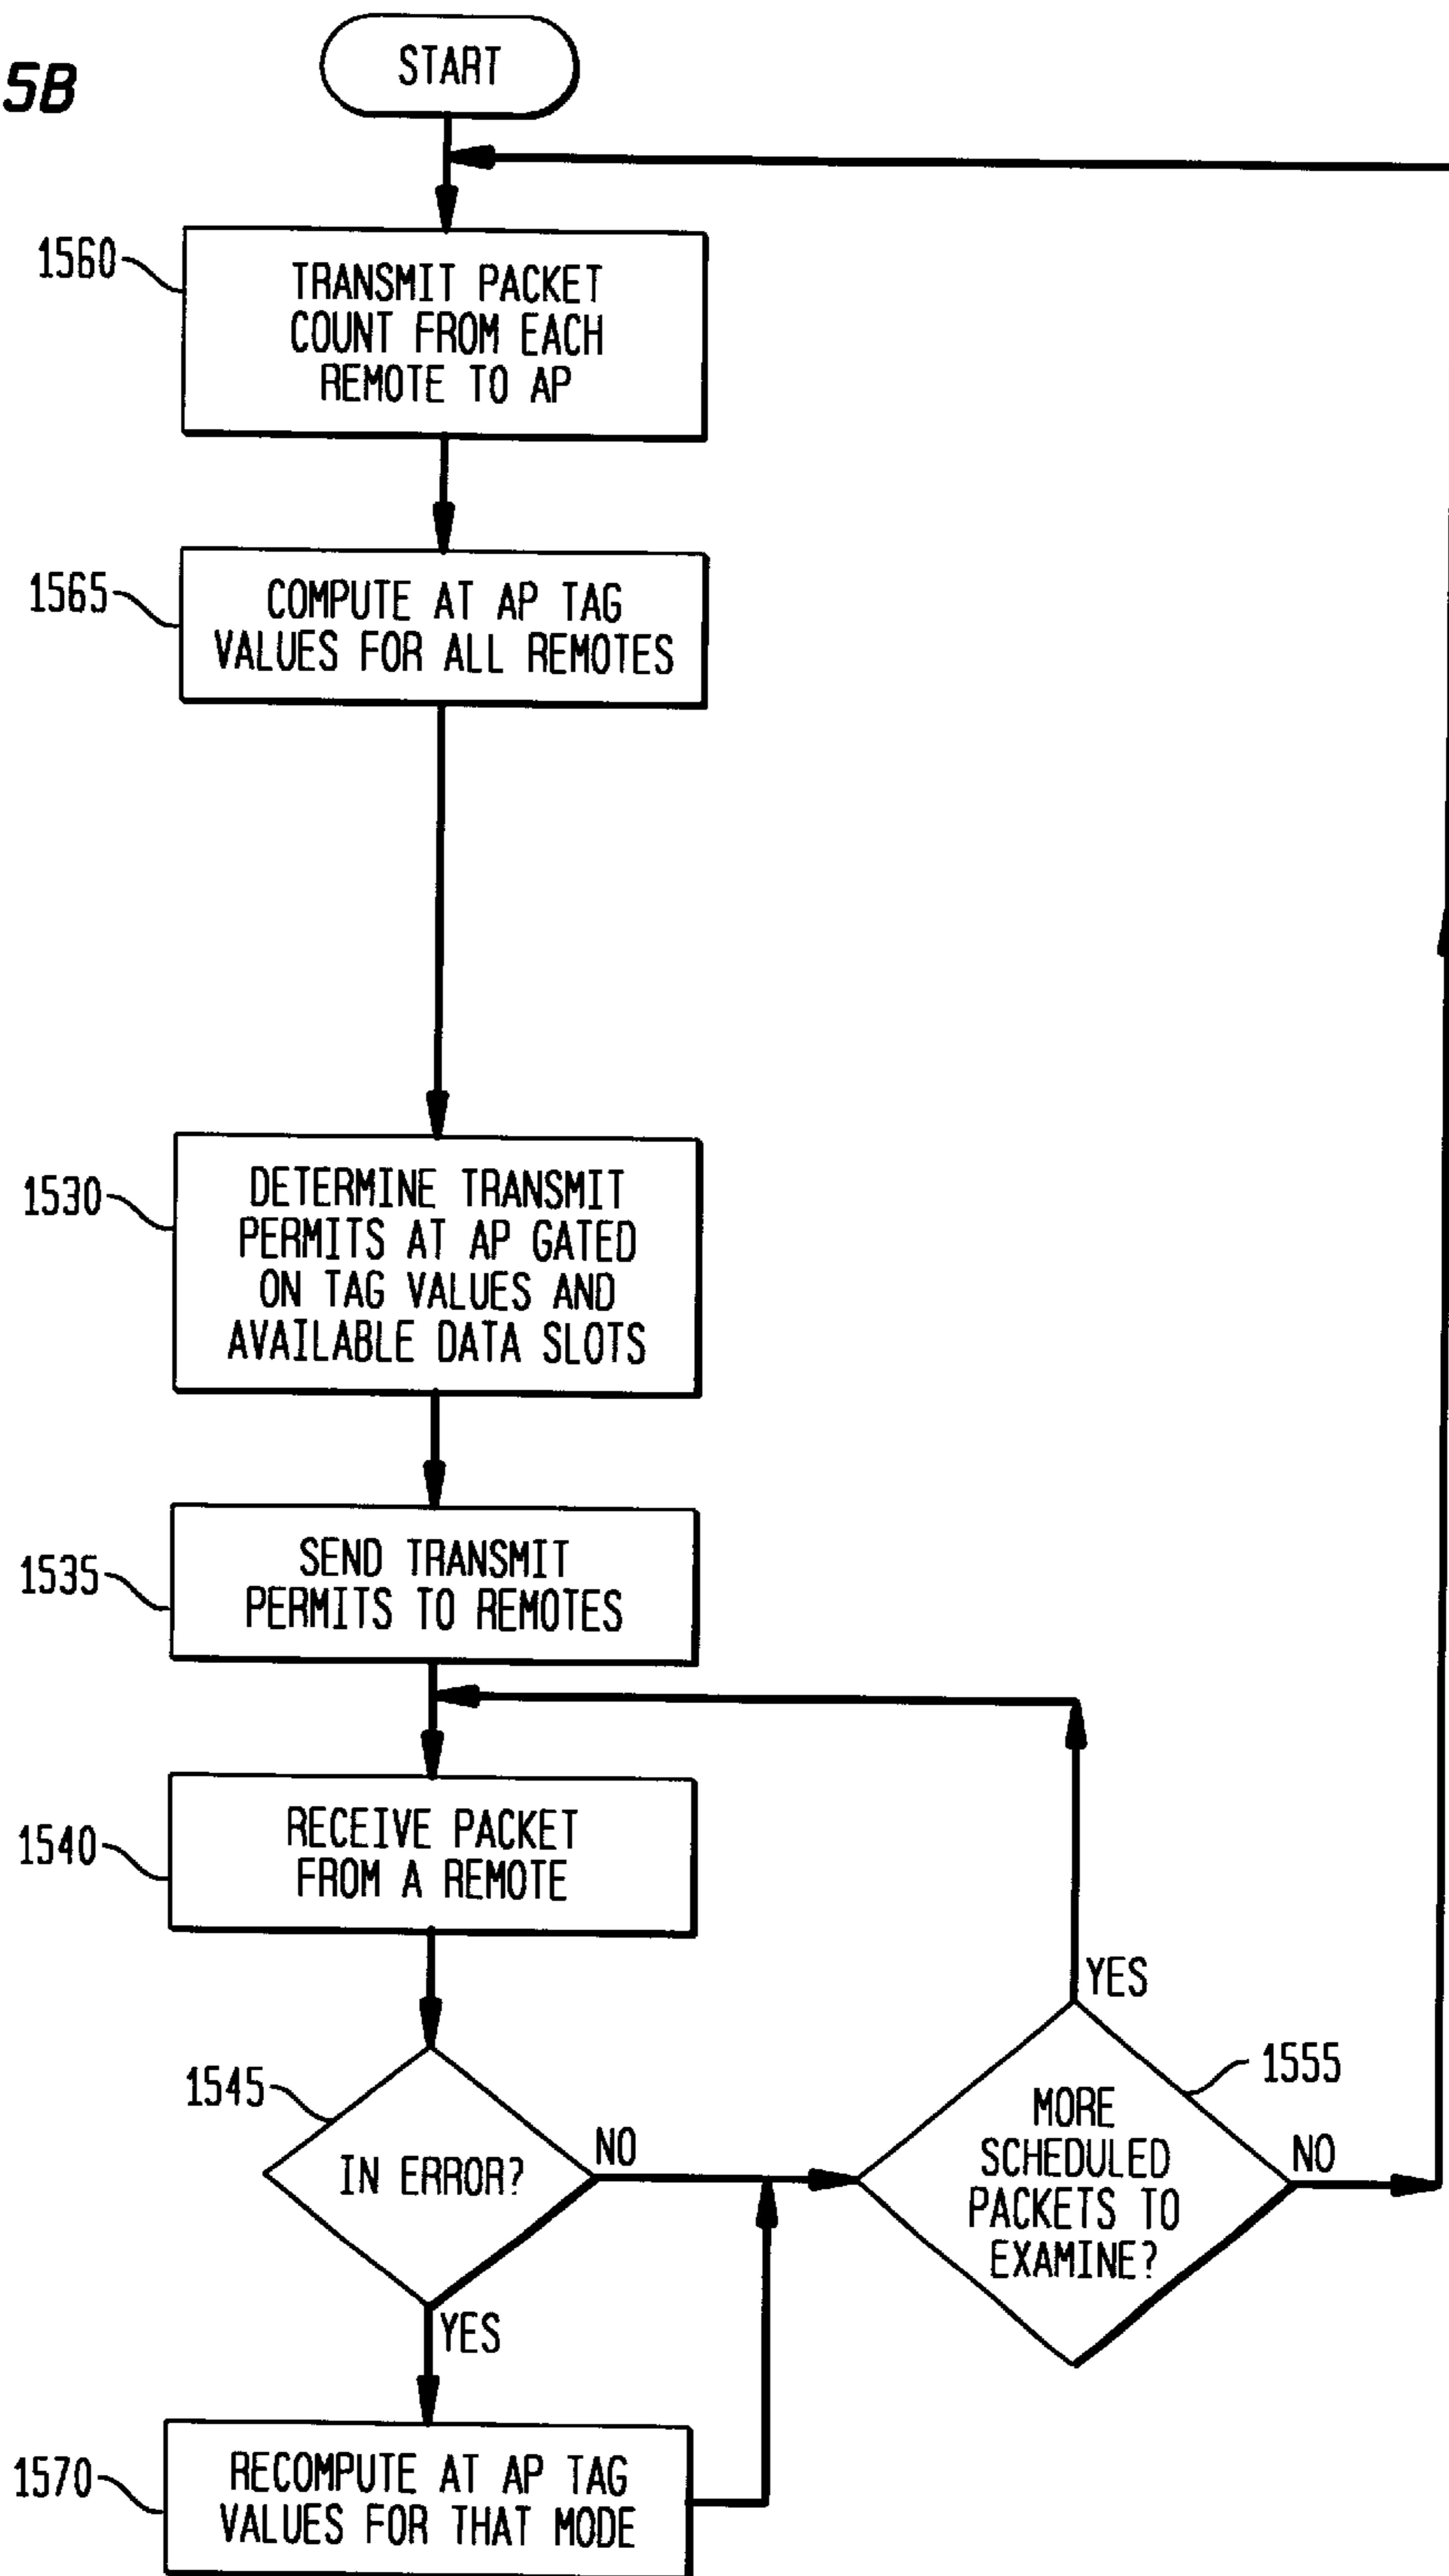 5B
START
1560
TRANSMIT PACKET
COUNT FROM EACH
REMOTE TO AP
1565
COMPUTE AT AP TAG
VALUES FOR ALL REMOTES
1530
DETERMINE TRANSMIT
PERMITS AT AP GATED
ON TAG VALUES AND
AVAILABLE DATA SLOTS
1535
SEND TRANSMIT
PERMITS TO REMOTES
1540
RECEIVE PACKET
FROM A REMOTE
1545
IN ERROR?
NO
YES
YES
1555
MORE
SCHEDULED
PACKETS TO
EXAMINE?
NO
1570
RECOMPUTE AT AP TAG
VALUES FOR THAT MODE